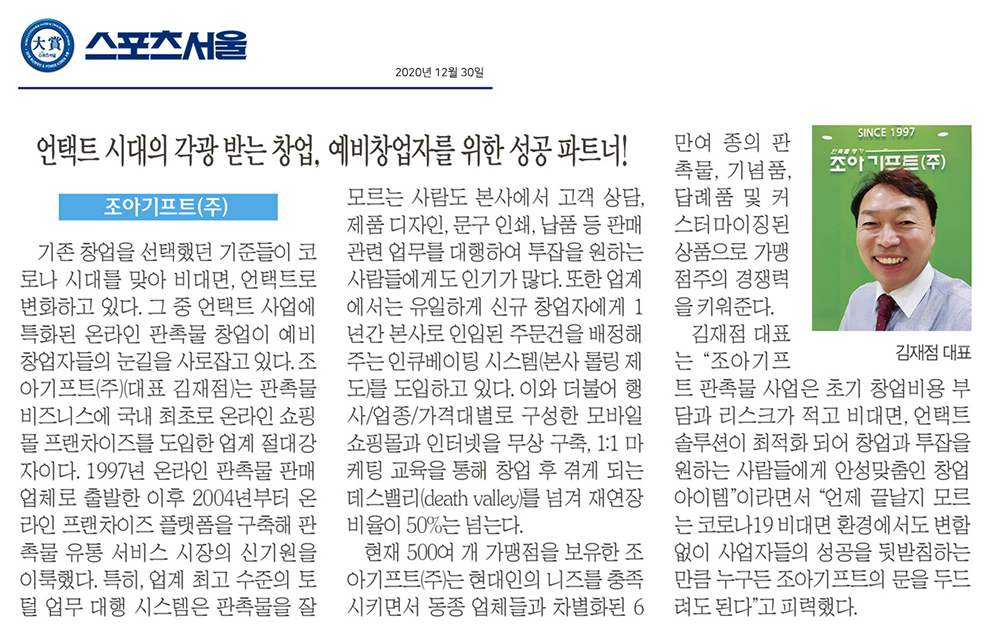 大賞
스포츠서울
2020년 12월 30일
언택트 시대의 각광 받는 창업, 예비창업자를 위한 성공 파트너!
조아기프트(주)
기존 창업을 선택했던 기준들이 코
로나 시대를 맞아 비대면, 언택트로
변화하고 있다. 그 중 언택트 사업에
특화된 온라인 판촉물 창업이 예비
창업자들의 눈길을 사로잡고 있다. 조
아기프트(주)(대표 김재점)는 판촉물
비즈니스에 국내 최초로 온라인 쇼핑
몰 프랜차이즈를 도입한 업계 절대강
자이다. 1997년 온라인 판촉물 판매
업체로 출발한 이후 2004년부터 온
라인 프랜차이즈 플랫폼을 구축해 판
촉물 유통 서비스 시장의 신기원을
이룩했다. 특히, 업계 최고 수준의 토
털 업무 대행 시스템은 판촉물을 잘
모르는 사람도 본사에서 고객 상담,
제품 디자인, 문구 인쇄, 납품 등 판매
관련 업무를 대행하여 투잡을 원하는
사람들에게도 인기가 많다. 또한 업계
에서는 유일하게 신규 창업자에게 1
년간 본사로 인입된 주문건을 배정해
주는 인큐베이팅 시스템(본사 롤링 제
도)를 도입하고 있다. 이와 더불어 행
사/업종/가격대별로 구성한 모바일
쇼핑몰과 인터넷을 무상 구축, 1:1 마
케팅 교육을 통해 창업 후 겪게 되는
데스밸리(death valley)를 넘겨 재연장
비율이 50%는 넘는다.
현재 500여 개 가맹점을 보유한 조
아기프트(주)는 현대인의 니즈를 충족
시키면서 동종 업체들과 차별화된 6
만여 종의 판
촉물, 기념품,
답례품 및 커
스터마이징된
상품으로 가맹
점주의 경쟁력
을 키워준다.
김재점 대표
는 “조아기프
트 판촉물 사업은 초기 창업비용 부
담과 리스크가 적고 비대면, 언택트
솔루션이 최적화 되어 창업과 투잡을
원하는 사람들에게 안성맞춤인 창업
아이템”이라면서 “언제 끝날지 모르
는 코로나19 비대면 환경에서도 변함
없이 사업자들의 성공을 뒷받침하는
만큼 누구든 조아기프트의 문을 두드
려도 된다”고 피력했다.
SINCE 1997
조아기프트(주)
김재점 대표